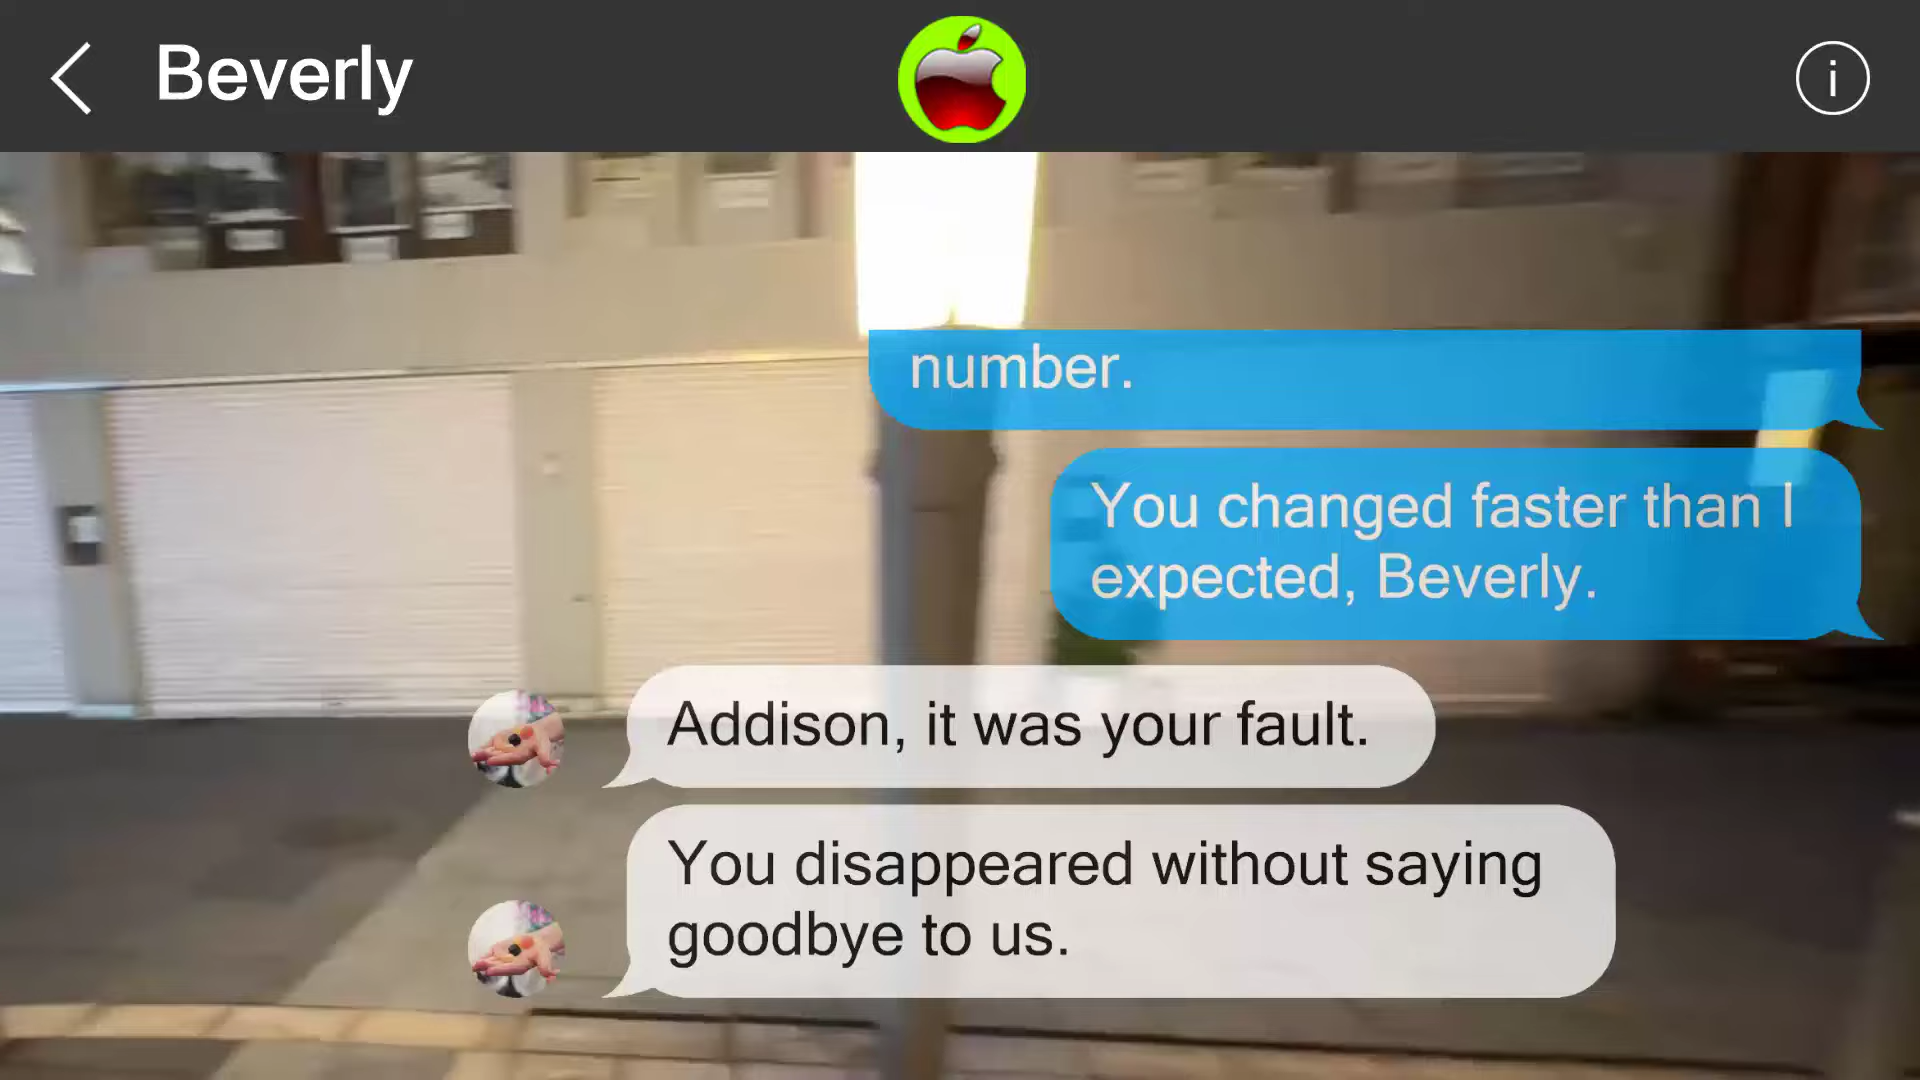 Beverly
i
number.
You changed faster than I
expected, Beverly.
Addison, it was your fault.
You disappeared without saying
goodbye to us.